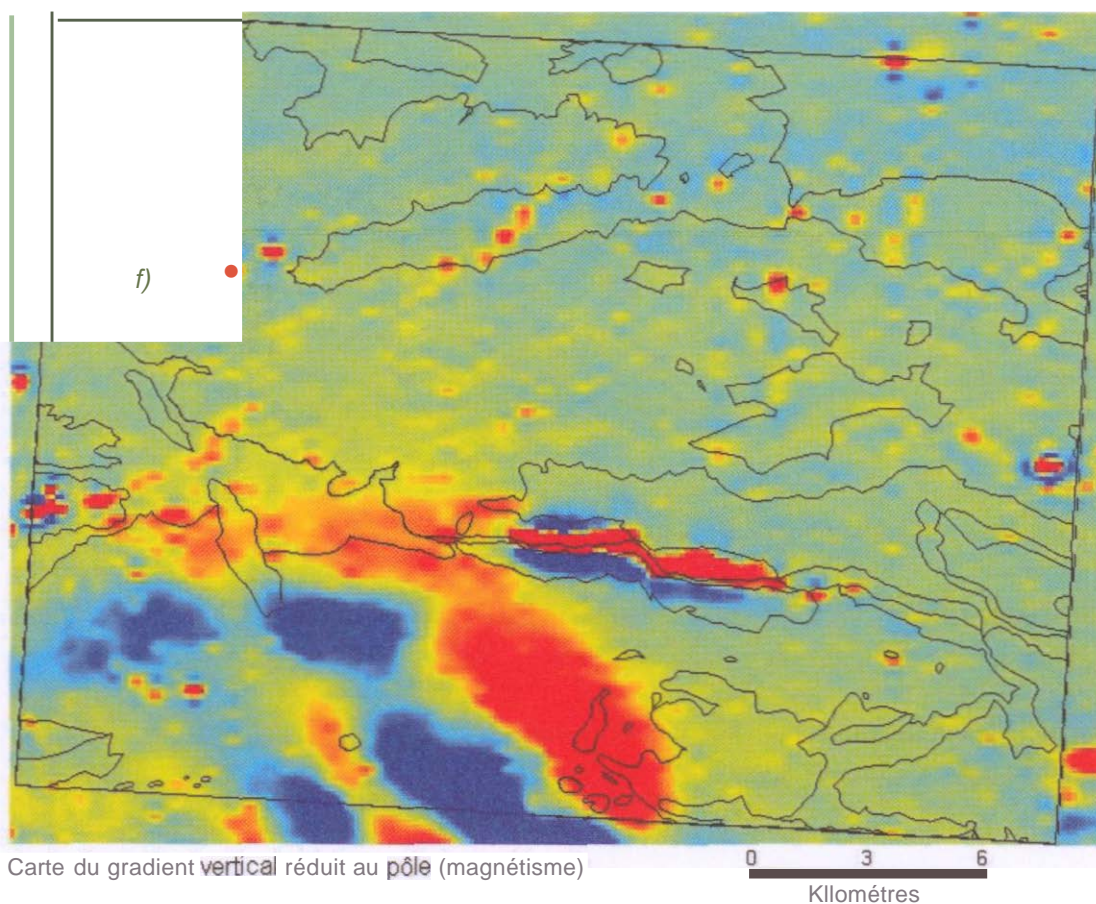 f)
Carte du gradient vertical réduit au pôle (magnétisme)
0 3 6
Kllométres